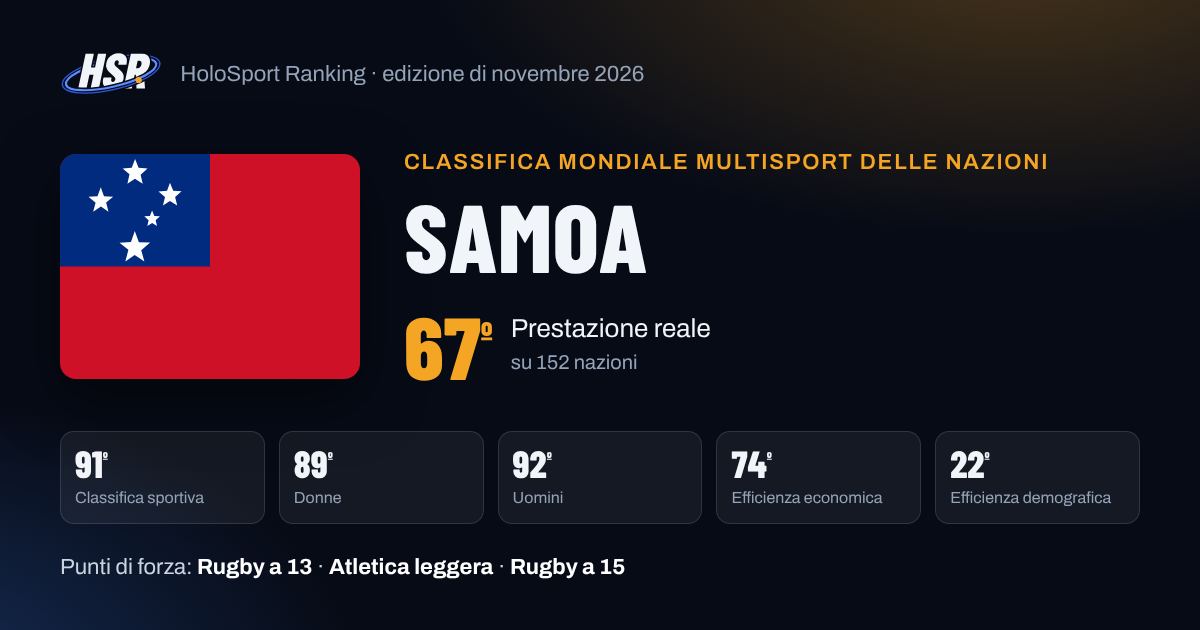 HSR
HoloSport Ranking · edizione di novembre 2026
CLASSIFICA MONDIALE MULTISPORT DELLE NAZIONI
SAMOA
67º
Prestazione reale
su 152 nazioni
91º
Classifica sportiva
89º
Donne
92º
Uomini
74º
Efficienza economica
22º
Efficienza demografica
Punti di forza: Rugby a 13 · Atletica leggera · Rugby a 15